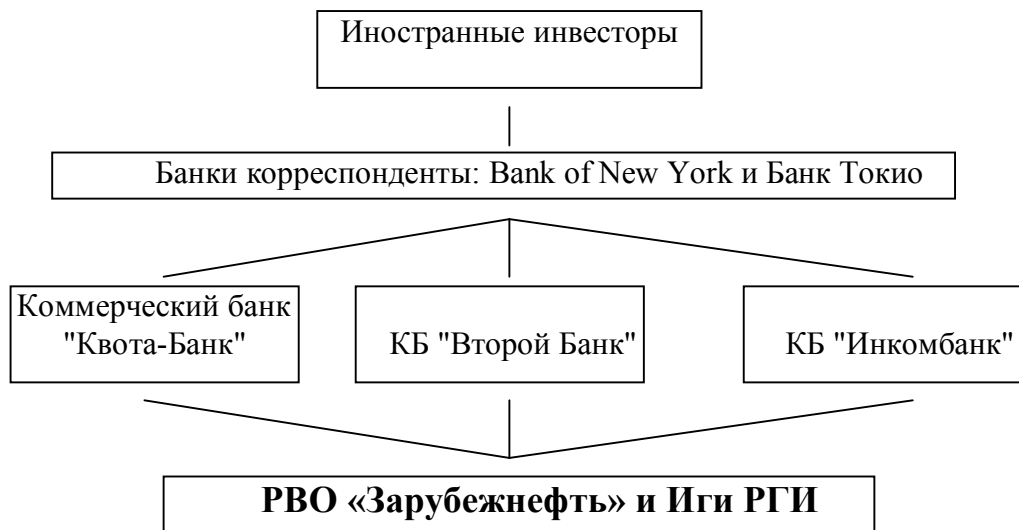 Иностранные инвесторы
Банки корреспонденты: Bank of New York и Банк Токио
Коммерческий банк
"Квота-Банк"
КБ "Второй Банк"
КБ "Инкомбанк"
РВО «Зарубежнефть» и Иги РГИ